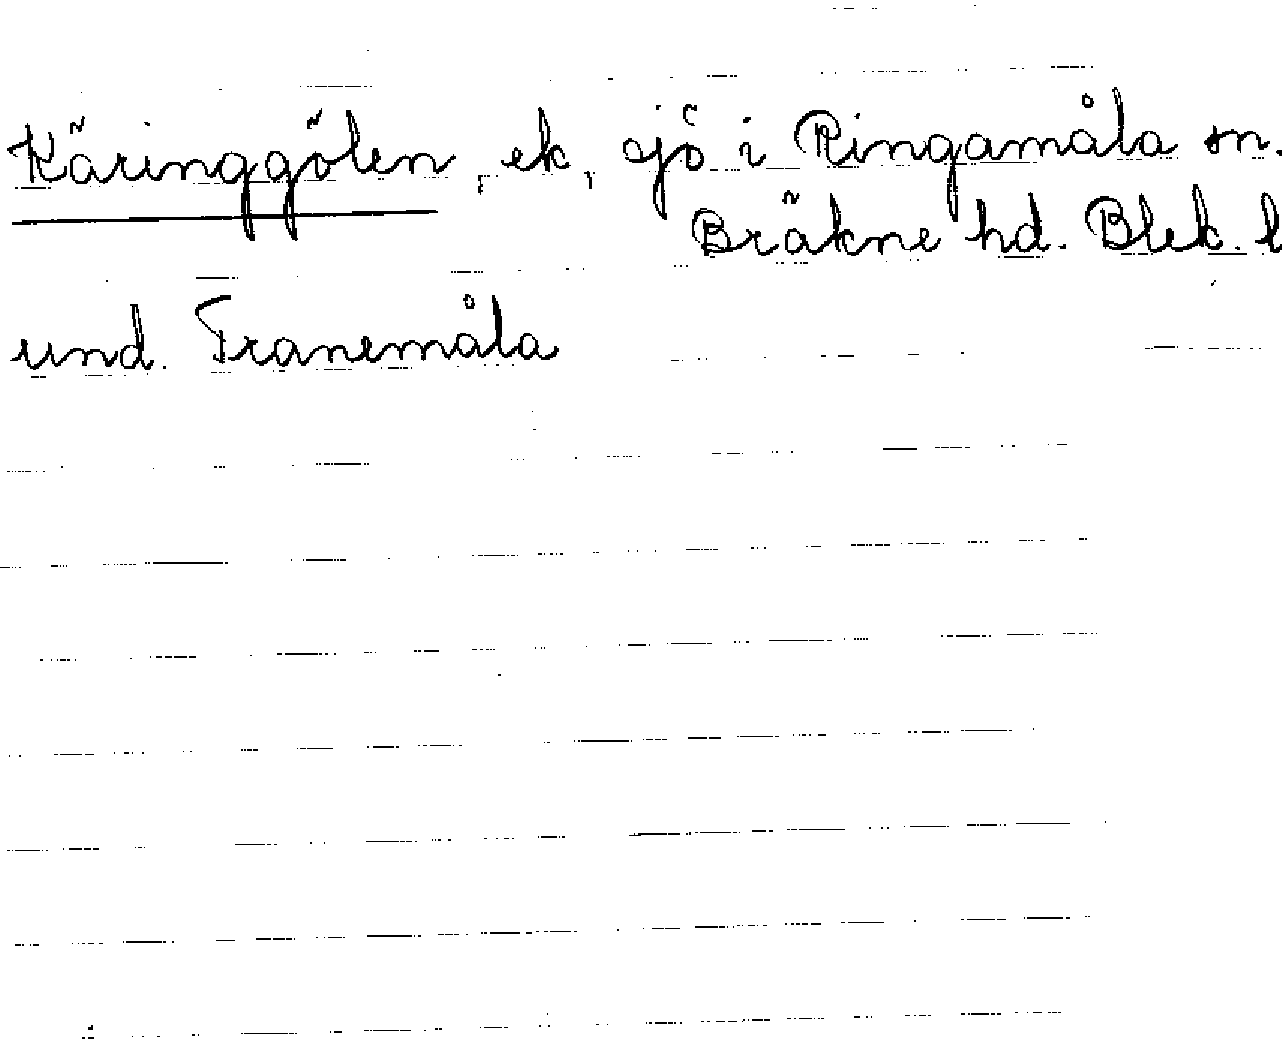 Käringgölen, ek, sjö i Ringamåla sn.
Bräkne hd. Blek. l
und. Tranemåla